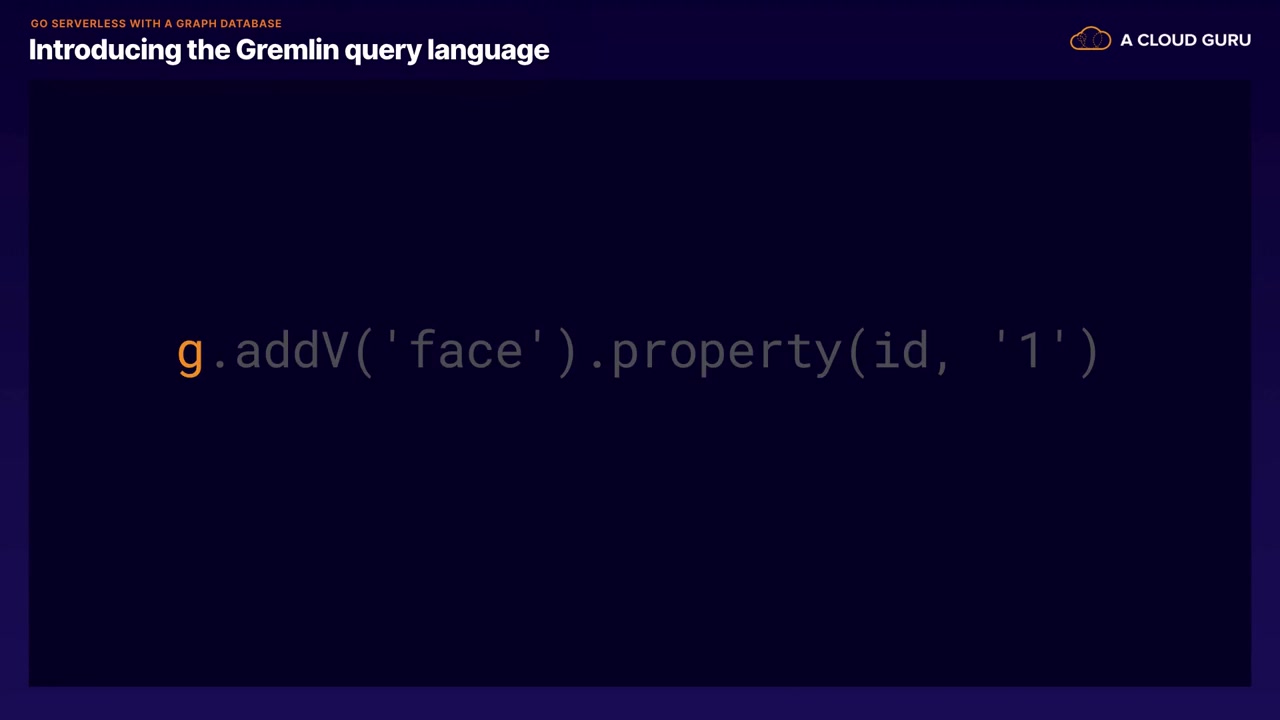 GO SERVERLESS WITH A GRAPH DATABASE
Introducing the Gremlin query language
A CLOUD GURU
g.addV('face').property(id, '1')